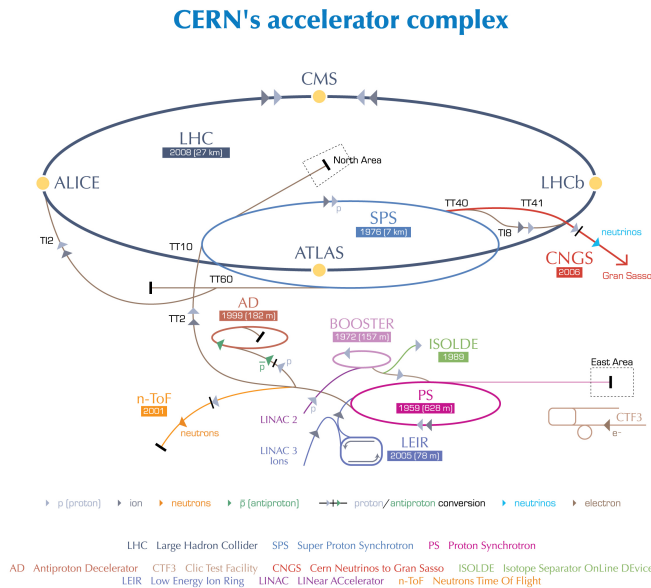 CERN's accelerator complex
CMS
LHC
2008 (27 km)
North Area
ALICE
LHCb
p
SPS
1976 (7 km)
TT40
TT41
TI2
TT10
TI8
neutrinos
ATLAS
CNGS
2006
Gran Sasso
TT60
AD
1999 (182 m)
TT2
BOOSTER
1972 (157 m)
ISOLDE
1989
p̅
p
East Area
n-ToF
2001
PS
1959 (628 m)
LINAC 2
p
neutrons
CTF3
e-
LINAC 3
Ions
LEIR
2005 (78 m)
p (proton)
ion
neutrons
p̅ (antiproton)
proton/antiproton conversion
neutrinos
electron
LHC Large Hadron Collider SPS Super Proton Synchrotron PS Proton Synchrotron
AD Antiproton Decelerator CTF3 Clic Test Facility CNGS Cern Neutrinos to Gran Sasso ISOLDE Isotope Separator OnLine DEvice
LEIR Low Energy Ion Ring LINAC LINear ACcelerator n-ToF Neutrons Time Of Flight